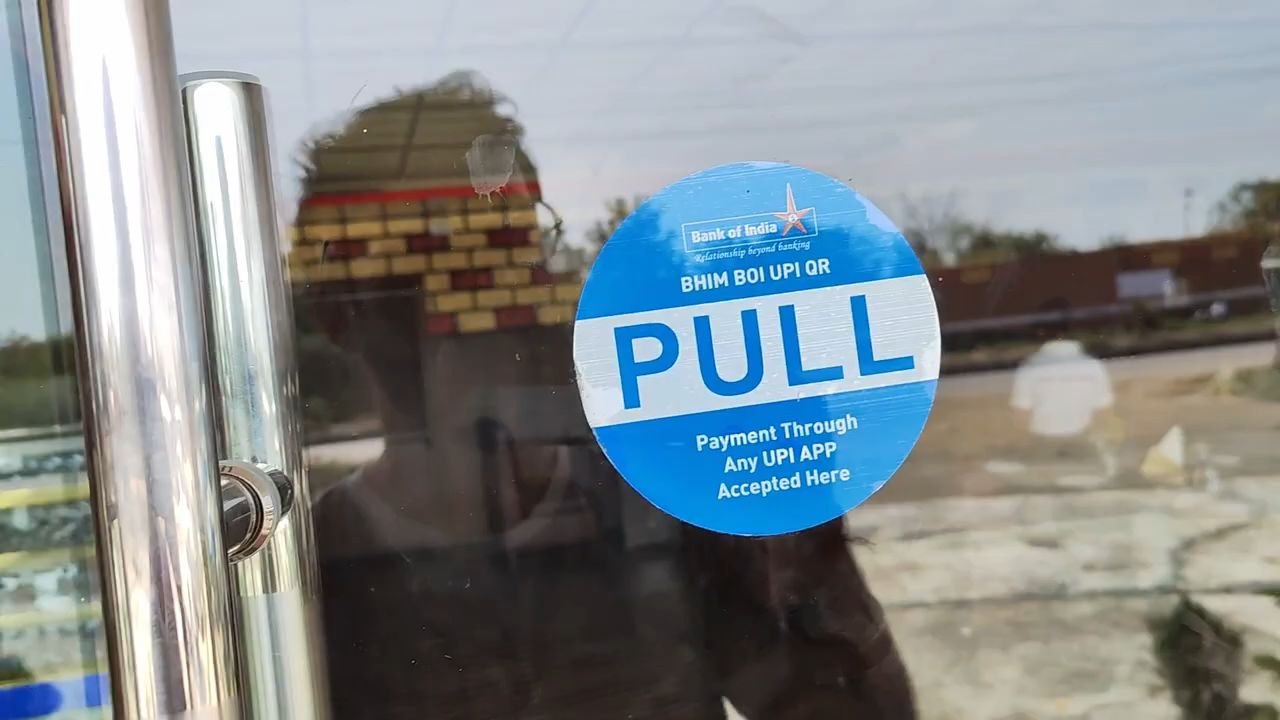 Bank of India
Relationship beyond banking
BHIM BOI UPI QR
PULL
Payment Through
Any UPI APP
Accepted Here